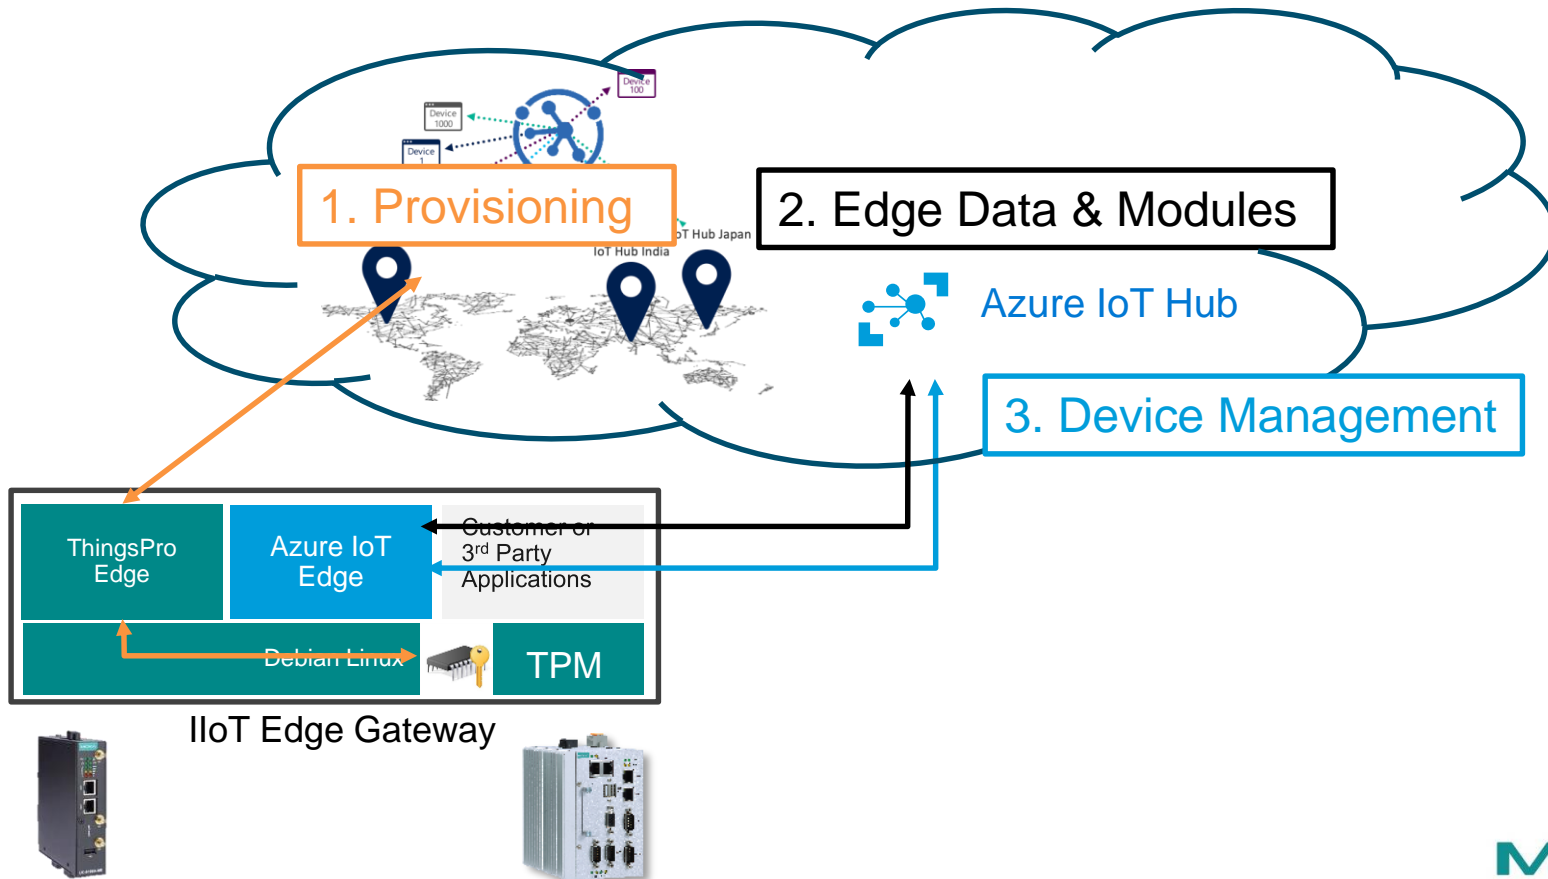 Device
100
Device
1000
Device
1
1. Provisioning
2. Edge Data & Modules
IoT Hub Japan
IoT Hub India
Azure IoT Hub
3. Device Management
ThingsPro
Edge
Azure IoT
Edge
Customer or
3rd Party
Applications
Debian Linux
TPM
IIoT Edge Gateway